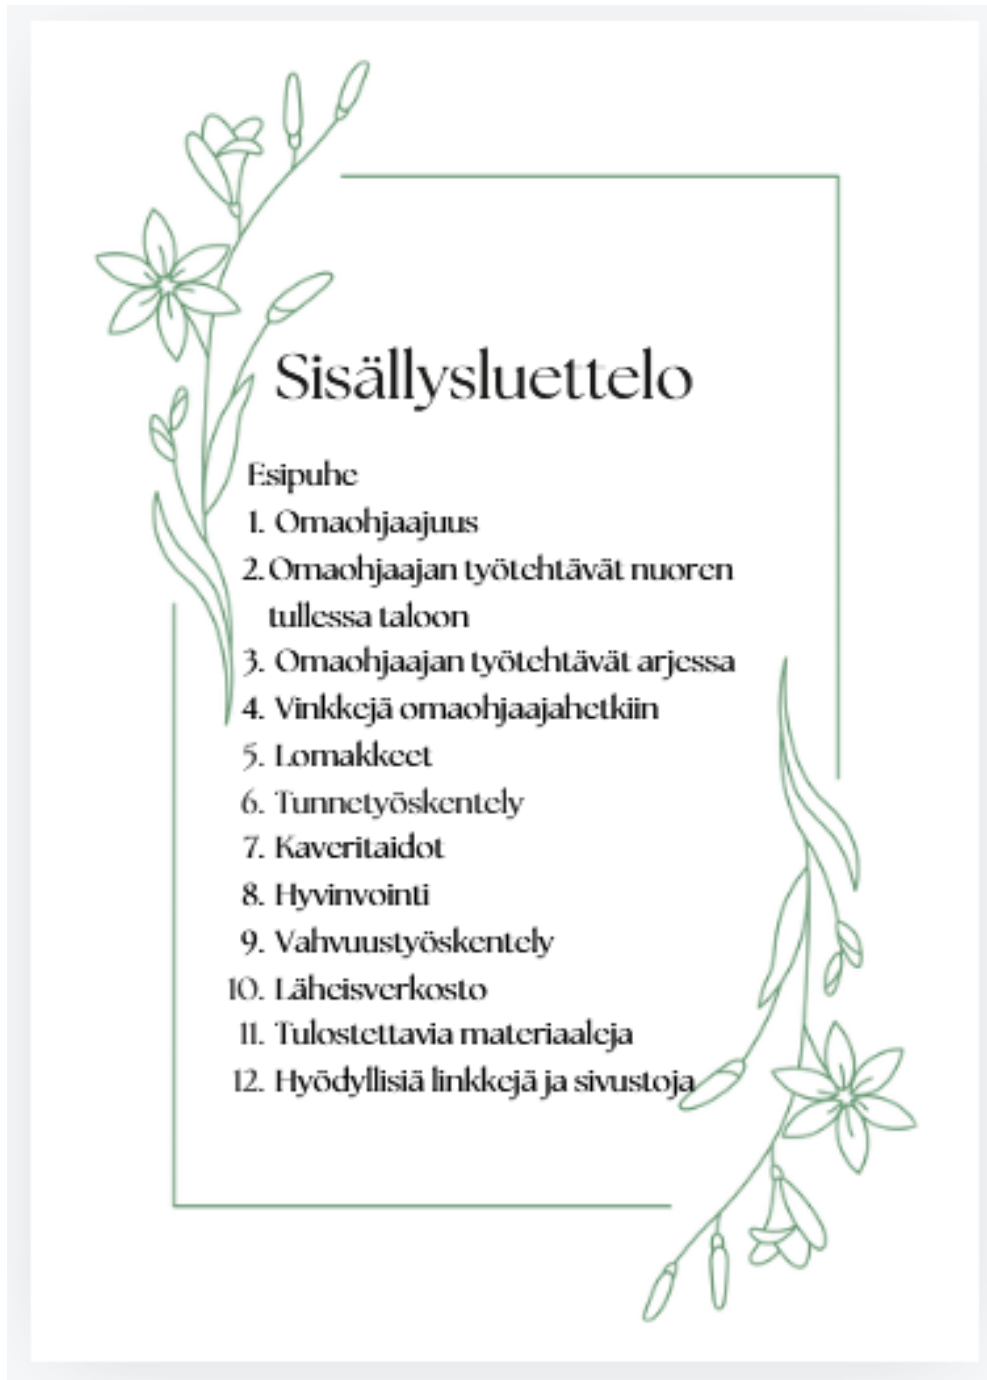 Sisällysluettelo
Esipuhe
1. Omaohjaajuus
2. Omaohjaajan työtehtävät nuoren
tullessa taloon
3. Omaohjaajan työtehtävät arjessa
4. Vinkkejä omaohjaajahetkiin
5. Lomakkeet
6. Tunnetyöskentely
7. Kaveritaidot
8. Hyvinvointi
9. Vahvuustyöskentely
10. Läheisverkosto
11. Tulostettavia materiaaleja
12. Hyödyllisiä linkkejä ja sivustoja